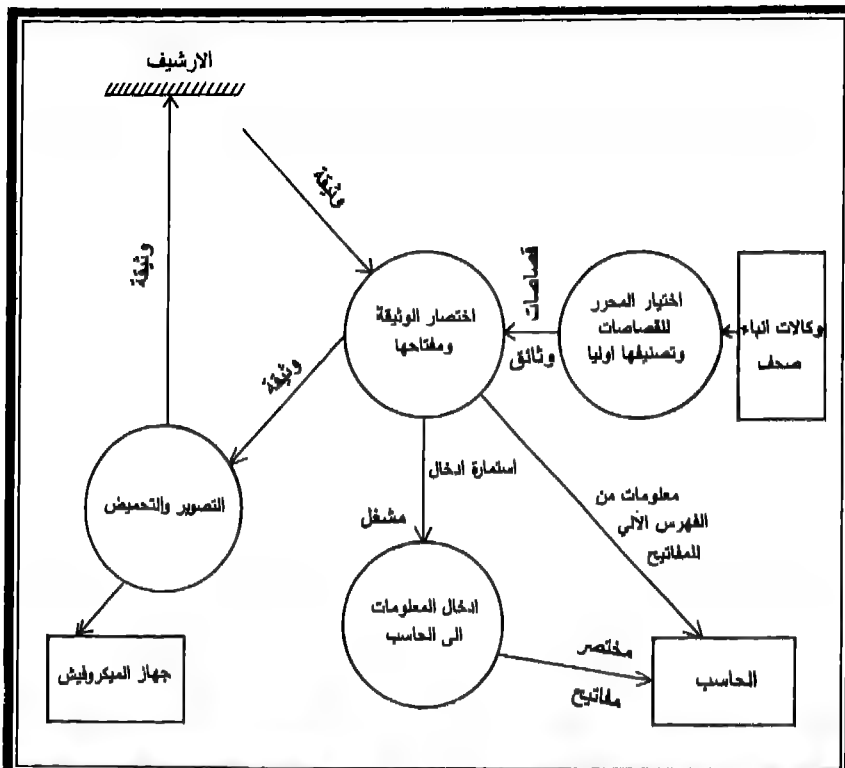 الارشيف
وثيقة
وثيقة
وكالات انباء
صحف
اختيار المحرر
للقصاصات
وتصنيفها اوليا
قصاصات
وثائق
اختصار الوثيقة
ومفتاحها
وثيقة
التصوير والتحميض
جهاز الميكروفيش
استمارة ادخال
مشغل
معلومات من
الفهرس الآلي
للمفاتيح
ادخال المعلومات
الى الحاسب
مختصر
مفاتيح
الحاسب